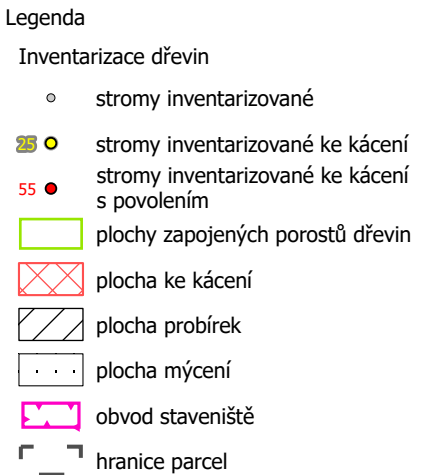 Legenda
Inventarizace dřevin
stromy inventarizované
25 stromy inventarizované ke kácení
55 stromy inventarizované ke kácení
s povolením
plochy zapojených porostů dřevin
plocha ke kácení
plocha probírek
plocha mýcení
obvod staveniště
hranice parcel